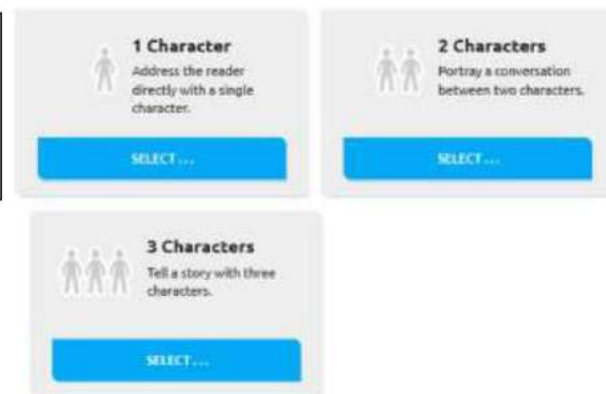 1 Character
Address the reader
directly with a single
character.
SELECT...
2 Characters
Portray a conversation
between two characters.
SELECT...
3 Characters
Tell a story with three
characters.
SELECT...